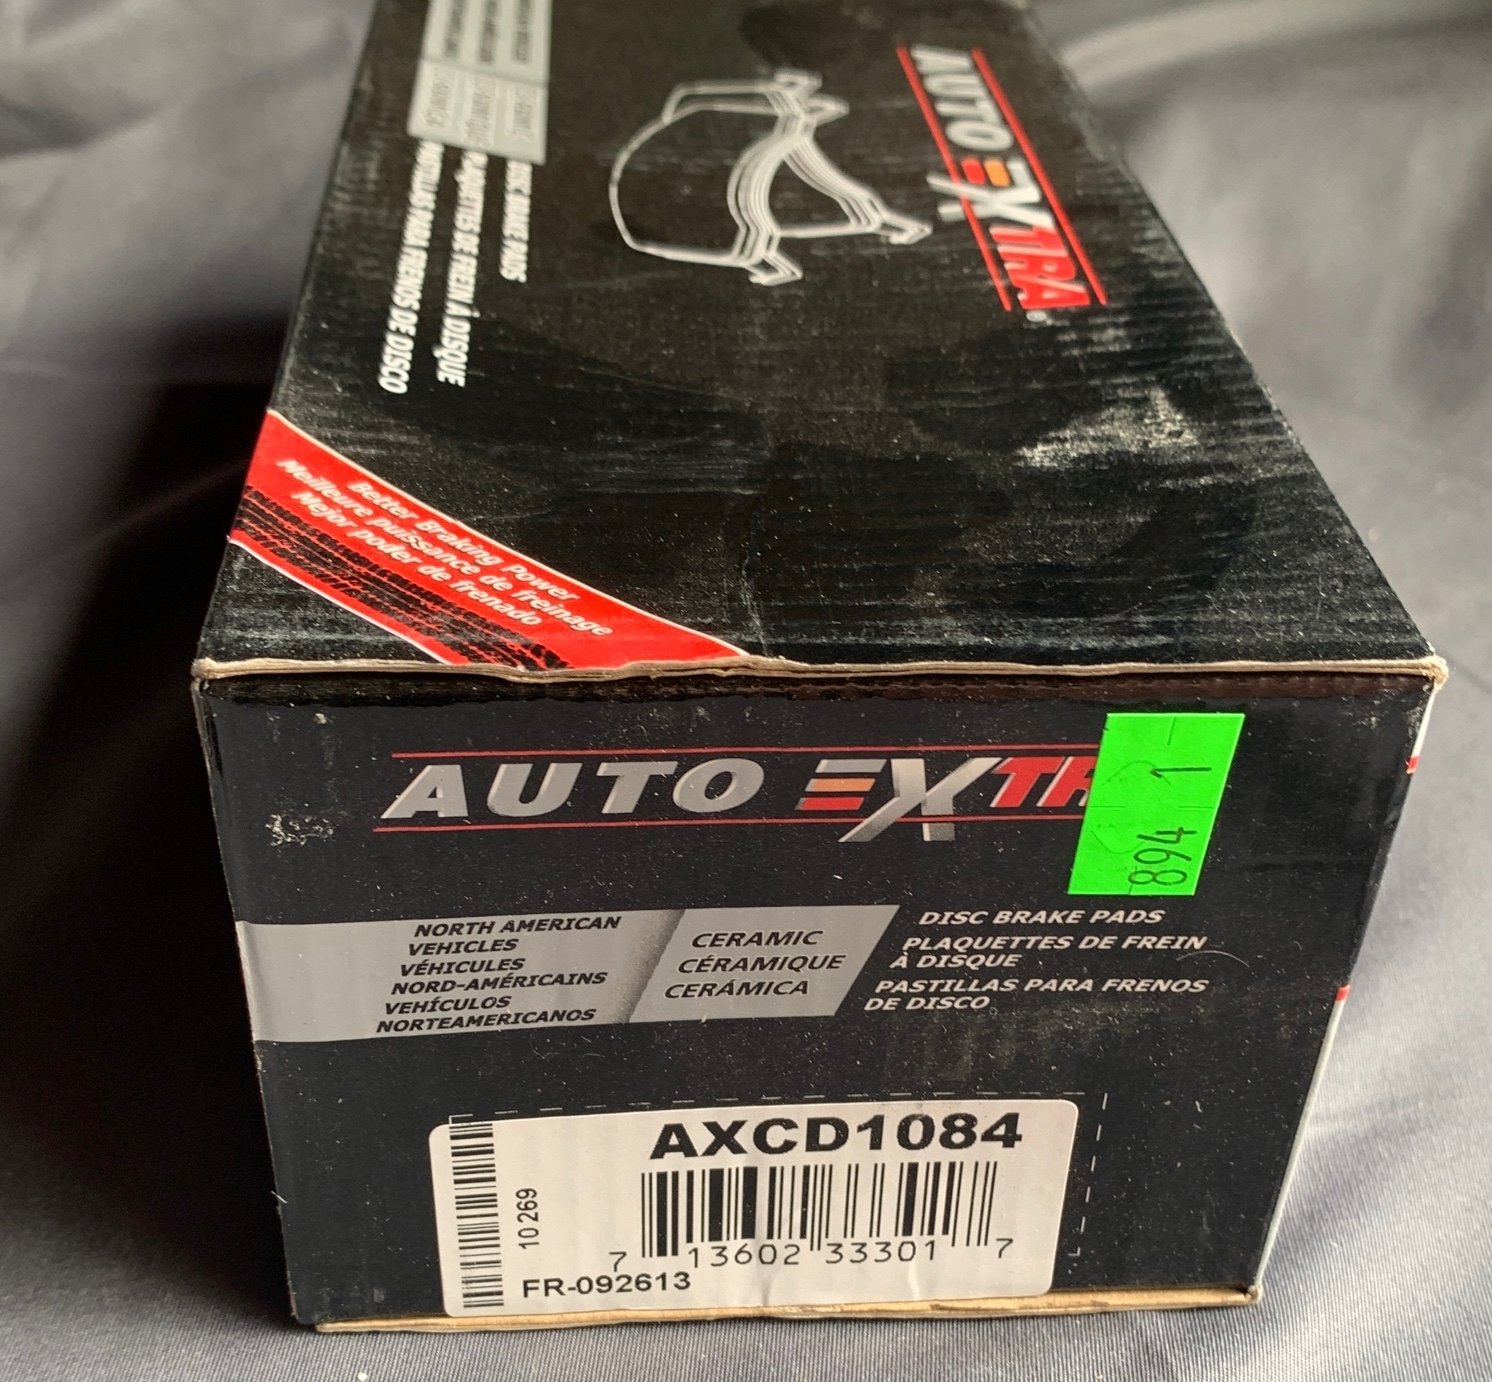 AUTO EXTRA®
DISC BRAKE PADS
PLAQUETTES DE FREIN À DISQUE
PASTILLAS PARA FRENOS DE DISCO
Better Braking Power
Meilleure puissance de freinage
Mejor poder de frenado
AUTO EXTR
894 1
NORTH AMERICAN
VEHICLES
VÉHICULES
NORD-AMÉRICAINS
VEHÍCULOS
NORTEAMERICANOS
CERAMIC
CÉRAMIQUE
CERÁMICA
DISC BRAKE PADS
PLAQUETTES DE FREIN
À DISQUE
PASTILLAS PARA FRENOS
DE DISCO
AXCD1084
10 269
7 13602 33301 7
FR-092613